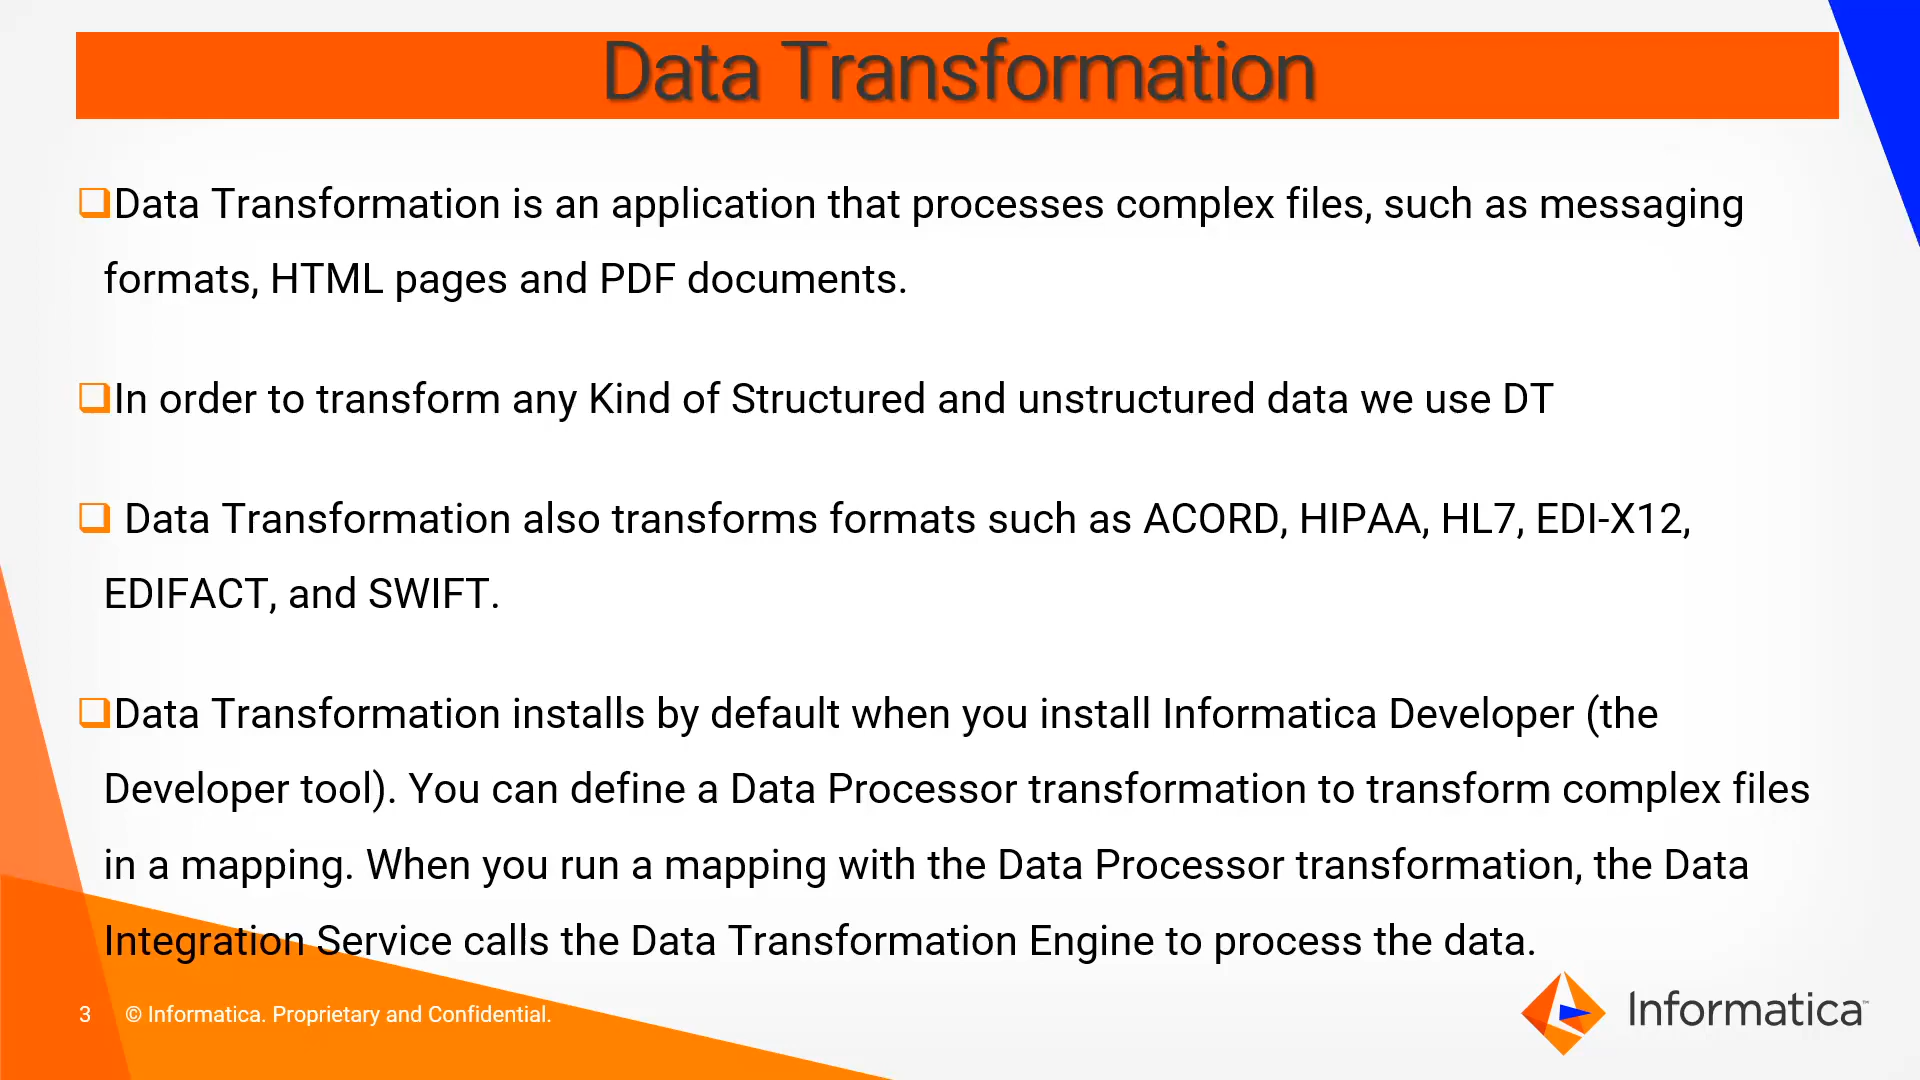 Data Transformation
Data Transformation is an application that processes complex files, such as messaging
formats, HTML pages and PDF documents.
In order to transform any Kind of Structured and unstructured data we use DT
Data Transformation also transforms formats such as ACORD, HIPAA, HL7, EDI-X12,
EDIFACT, and SWIFT.
Data Transformation installs by default when you install Informatica Developer (the
Developer tool). You can define a Data Processor transformation to transform complex files
in a mapping. When you run a mapping with the Data Processor transformation, the Data
Integration Service calls the Data Transformation Engine to process the data.
3 © Informatica. Proprietary and Confidential.
Informatica™